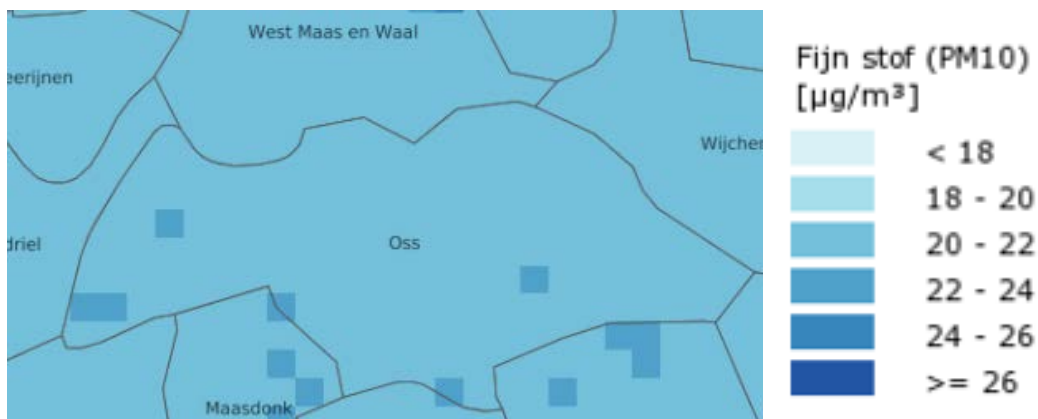 West Maas en Waal
eerijnen
Wijcher
driel
Oss
Maasdonk
Fijn stof (PM10)
[µg/m³]
< 18
18 - 20
20 - 22
22 - 24
24 - 26
>= 26